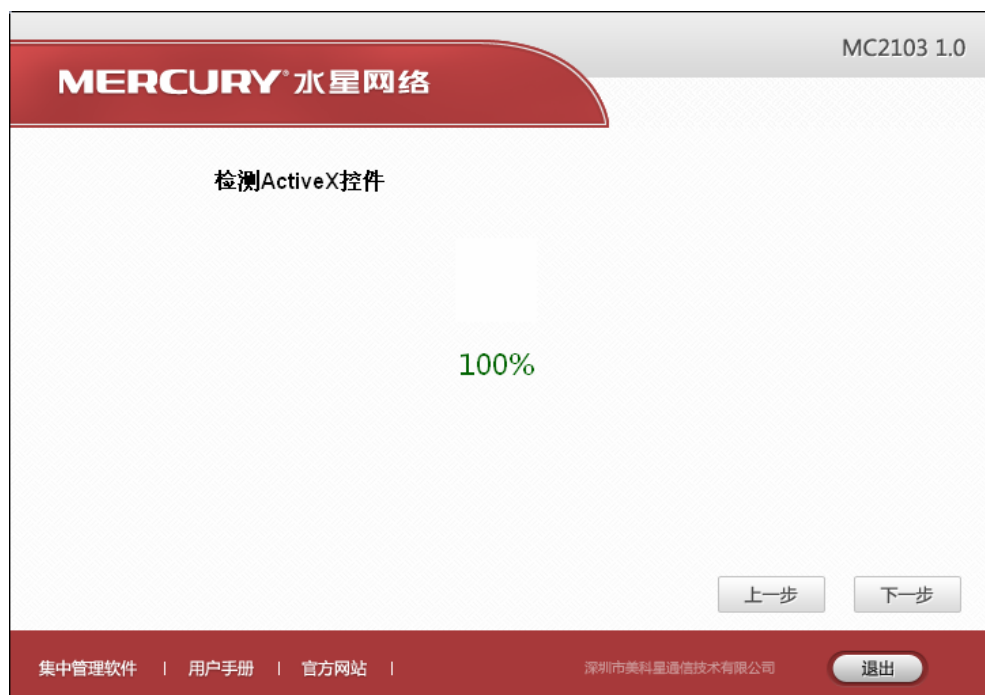 MC2103 1.0
MERCURY®水星网络
检测ActiveX控件
100%
上一步 下一步
集中管理软件 | 用户手册 | 官方网站 | 深圳市美科星通信技术有限公司 退出